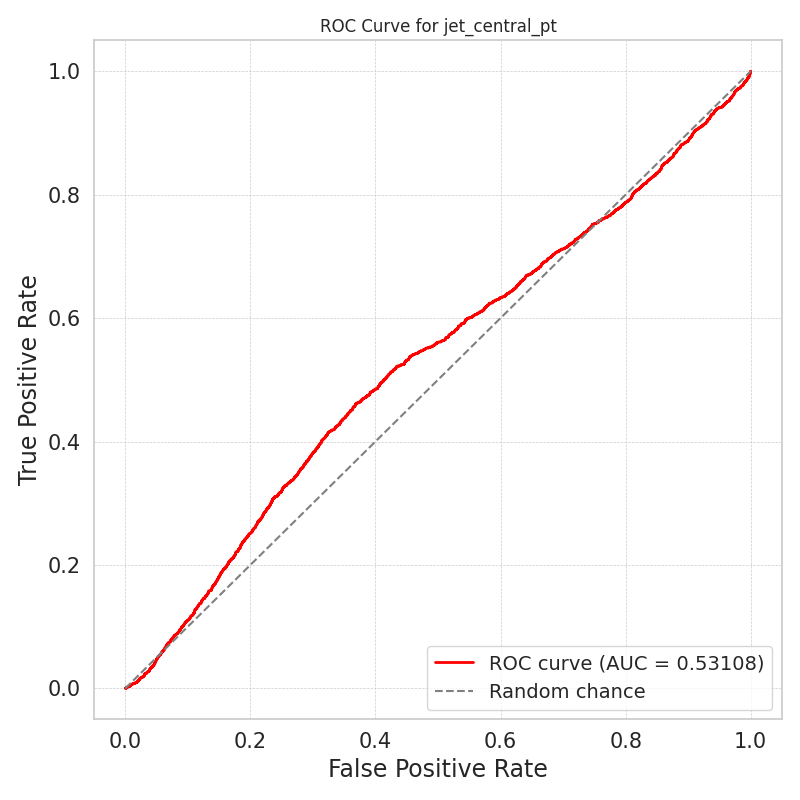 ROC Curve for jet_central_pt
1.0
0.8
0.6
0.4
0.2
0.0
True Positive Rate
ROC curve (AUC = 0.53108)
Random chance
0.0 0.2 0.4 0.6 0.8 1.0
False Positive Rate